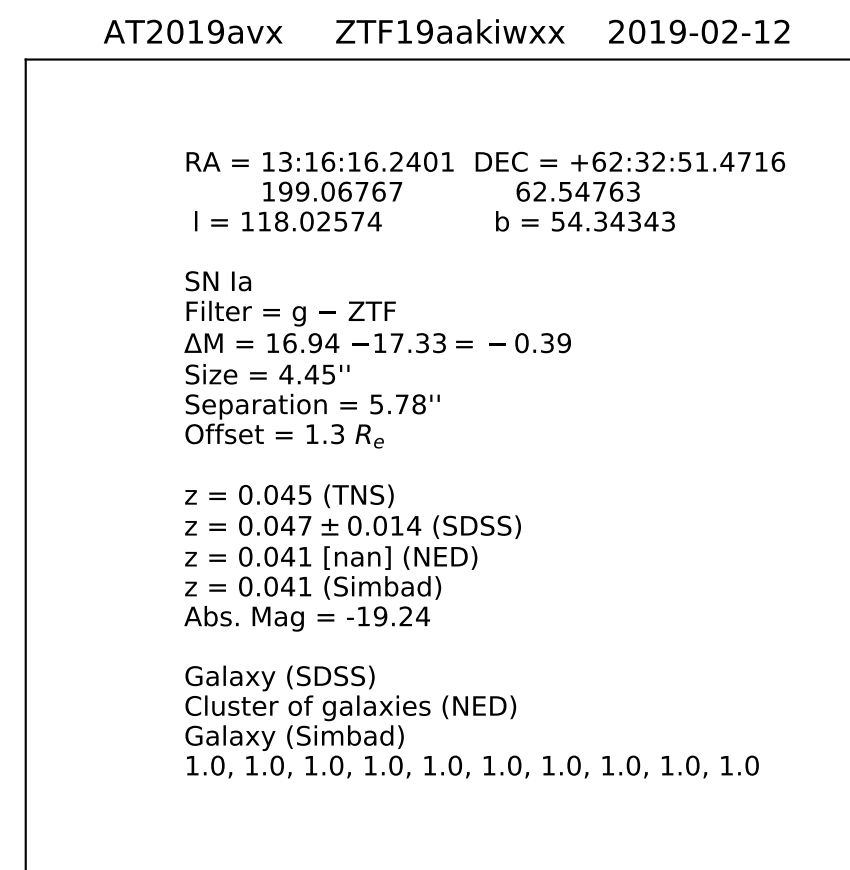 AT2019avx ZTF19aakiwxx 2019-02-12
RA = 13:16:16.2401 DEC = +62:32:51.4716
199.06767 62.54763
l = 118.02574 b = 54.34343
SN Ia
Filter = g − ZTF
ΔM = 16.94 −17.33 = − 0.39
Size = 4.45''
Separation = 5.78''
Offset = 1.3 Re
z = 0.045 (TNS)
z = 0.047 ± 0.014 (SDSS)
z = 0.041 [nan] (NED)
z = 0.041 (Simbad)
Abs. Mag = -19.24
Galaxy (SDSS)
Cluster of galaxies (NED)
Galaxy (Simbad)
1.0, 1.0, 1.0, 1.0, 1.0, 1.0, 1.0, 1.0, 1.0, 1.0